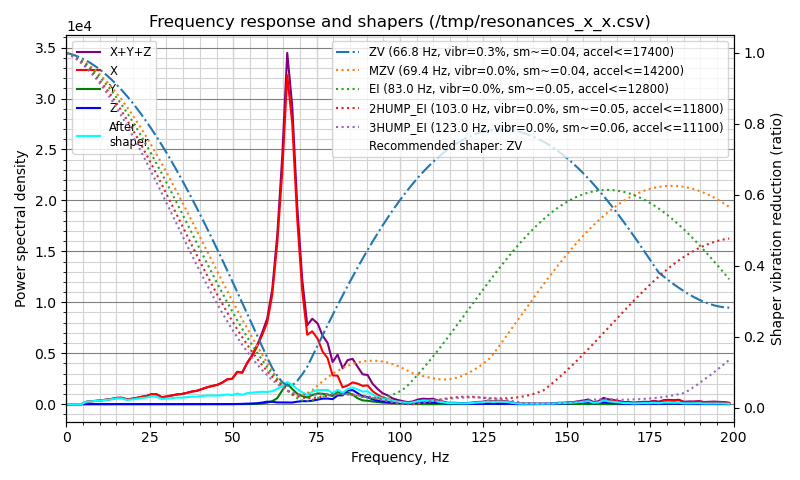 Frequency response and shapers (/tmp/resonances_x_x.csv)
1e4
X+Y+Z
X
Y
Z
After
shaper
ZV (66.8 Hz, vibr=0.3%, sm~=0.04, accel<=17400)
MZV (69.4 Hz, vibr=0.0%, sm~=0.04, accel<=14200)
EI (83.0 Hz, vibr=0.0%, sm~=0.05, accel<=12800)
2HUMP_EI (103.0 Hz, vibr=0.0%, sm~=0.05, accel<=11800)
3HUMP_EI (123.0 Hz, vibr=0.0%, sm~=0.06, accel<=11100)
Recommended shaper: ZV
Power spectral density
3.5
3.0
2.5
2.0
1.5
1.0
0.5
0.0
Shaper vibration reduction (ratio)
1.0
0.8
0.6
0.4
0.2
0.0
0 25 50 75 100 125 150 175 200
Frequency, Hz